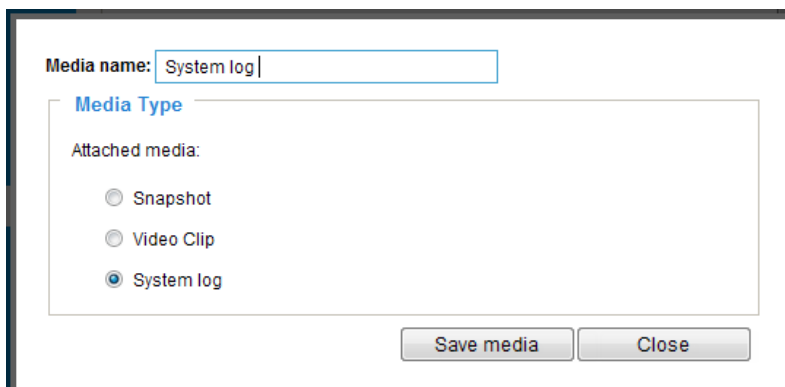 Media name: System log
Media Type
Attached media:
Snapshot
Video Clip
System log
Save media Close